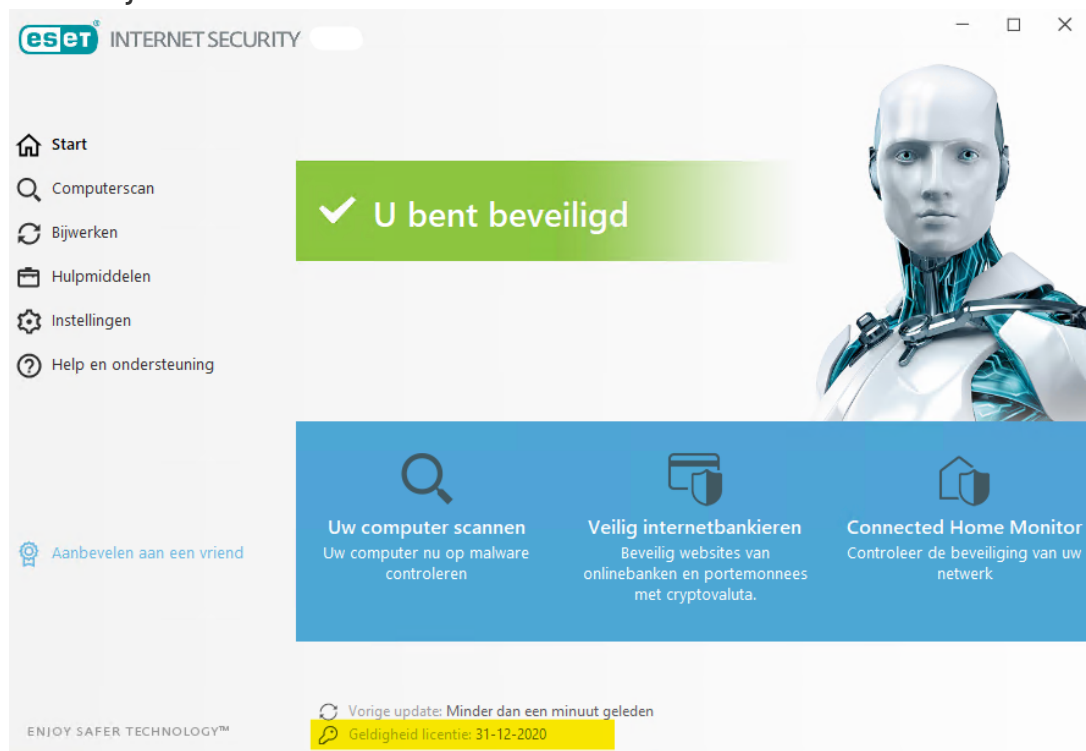 eset® INTERNET SECURITY
Start
Computerscan
Bijwerken
Hulpmiddelen
Instellingen
Help en ondersteuning
Aanbevelen aan een vriend
ENJOY SAFER TECHNOLOGY™
U bent beveiligd
Uw computer scannen
Uw computer nu op malware
controleren
Veilig internetbankieren
Beveilig websites van
onlinebanken en portemonnees
met cryptovaluta.
Connected Home Monitor
Controleer de beveiliging van uw
netwerk
Vorige update: Minder dan een minuut geleden
Geldigheid licentie: 31-12-2020